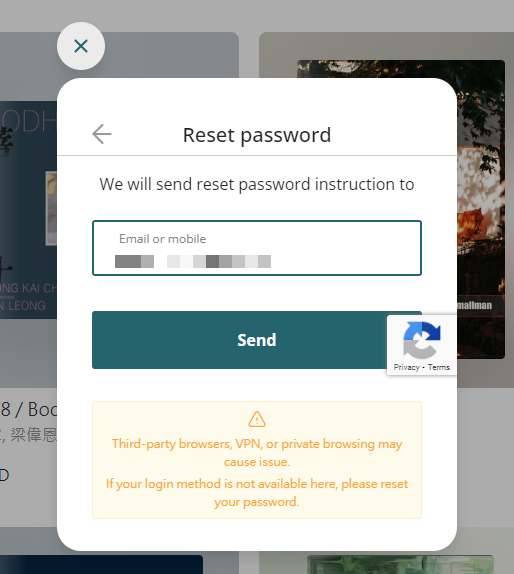 ODH
Reset password
We will send reset password instruction to
Email or mobile
NG KAI CH
N LEONG
mallman
Send
Privacy - Terms
8 / Boo
, 梁偉恩
D
Third-party browsers, VPN, or private browsing may
cause issue.
If your login method is not available here, please reset
your password.